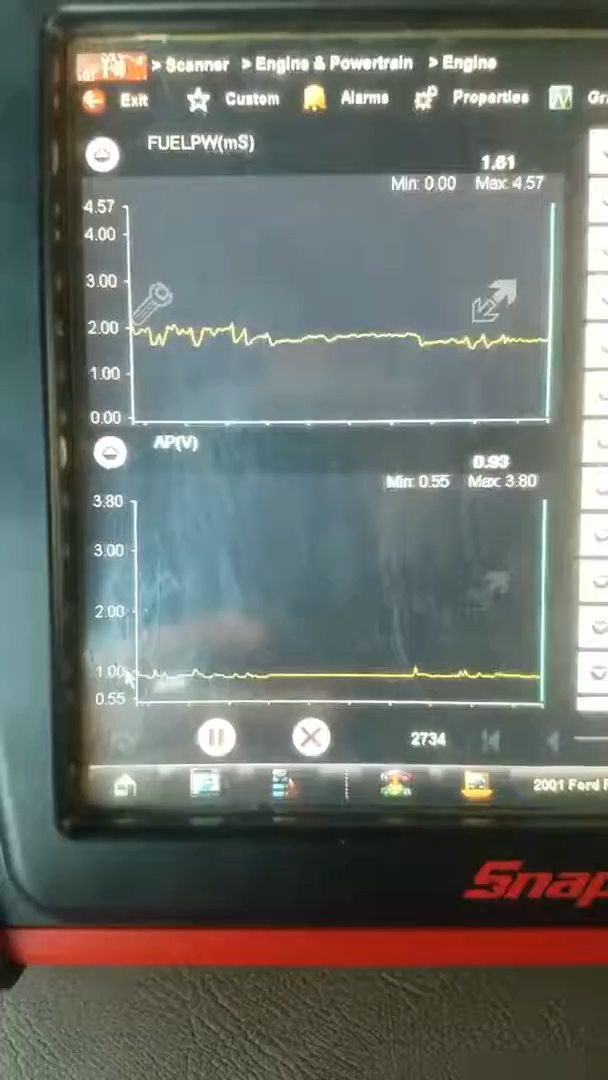 > Scanner > Engine & Powertrain > Engine
Exit Custom Alarms Properties Gr
FUELPW(mS)
1.61
Min: 0.00 Max: 4.57
4.57
4.00
3.00
2.00
1.00
0.00
AP(V)
0.93
Min: 0.55 Max: 3.80
3.80
3.00
2.00
1.00
0.55
2734
2001 Ford F
Snap